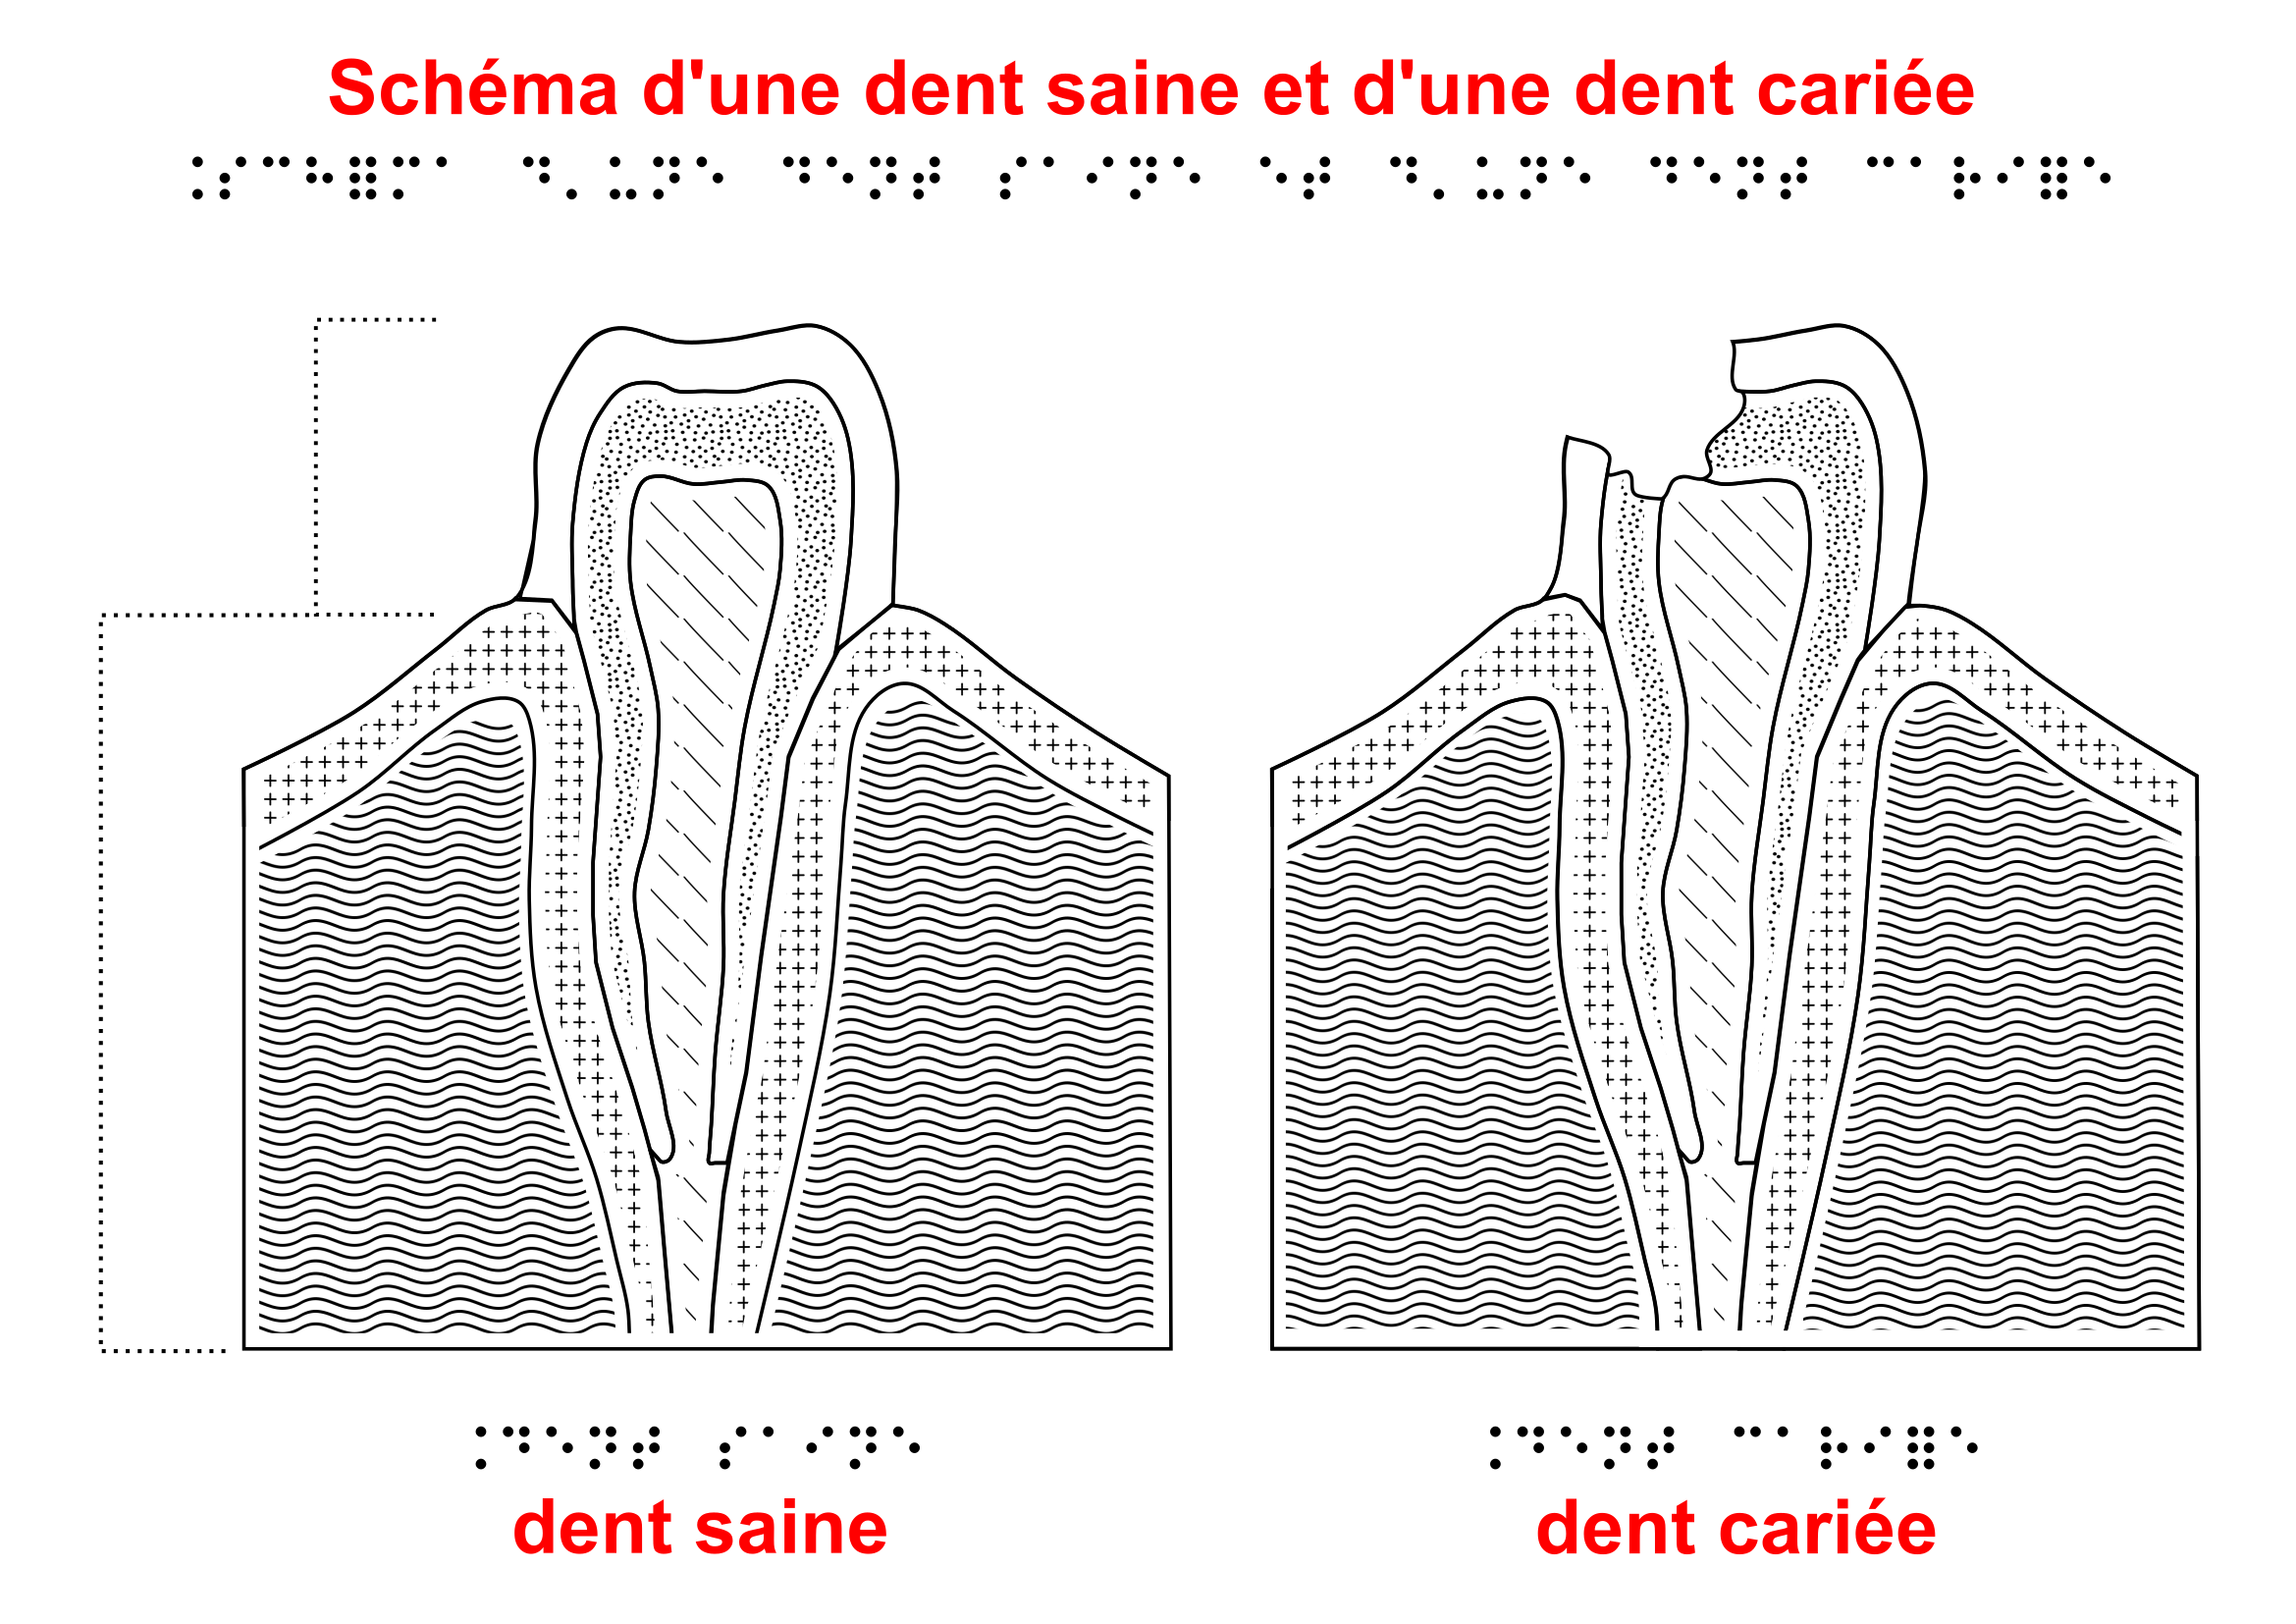 Schéma d'une dent saine et d'une dent cariée
⠨⠎⠉⠓⠿⠍⠁ ⠙⠄⠥⠝⠑ ⠙⠑⠝⠞ ⠎⠁⠊⠝⠑ ⠑⠞ ⠙⠄⠥⠝⠑ ⠙⠑⠝⠞ ⠉⠁⠗⠊⠿⠑
⠨⠙⠑⠝⠞ ⠎⠁⠊⠝⠑
dent saine
⠨⠙⠑⠝⠞ ⠉⠁⠗⠊⠿⠑
dent cariée